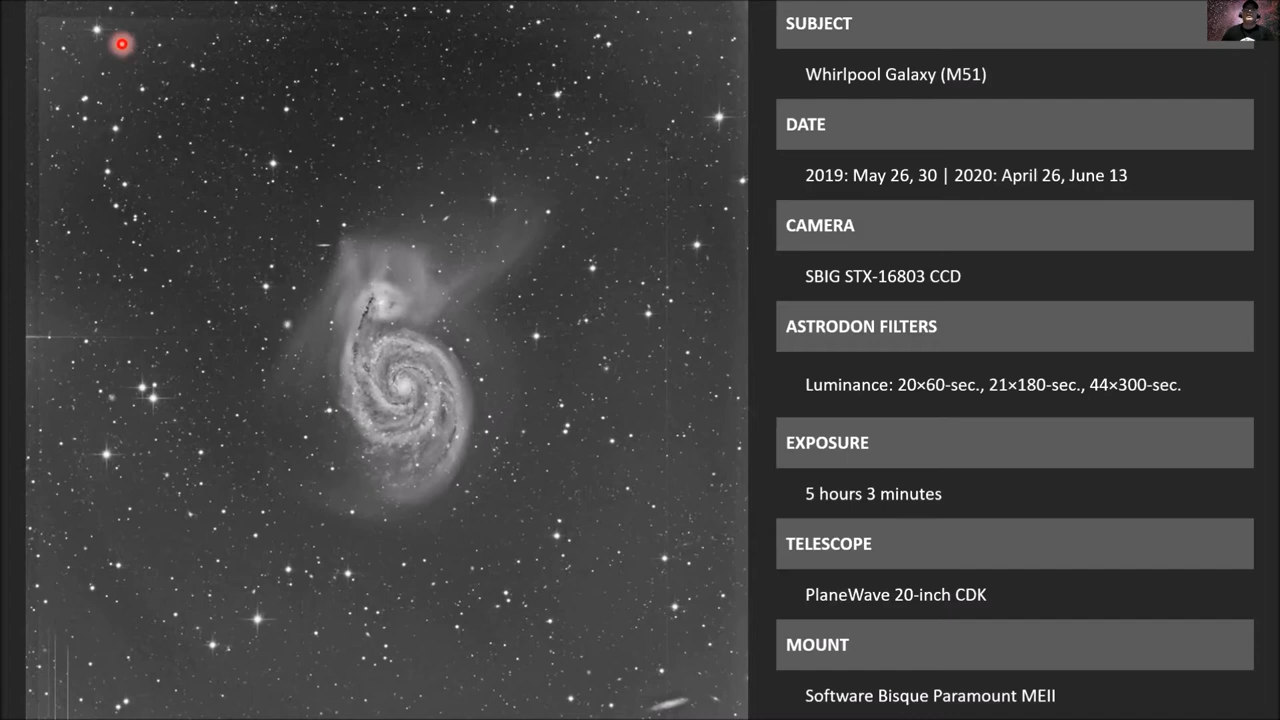 SUBJECT
Whirlpool Galaxy (M51)
DATE
2019: May 26, 30 | 2020: April 26, June 13
CAMERA
SBIG STX-16803 CCD
ASTRODON FILTERS
Luminance: 20×60-sec., 21×180-sec., 44×300-sec.
EXPOSURE
5 hours 3 minutes
TELESCOPE
PlaneWave 20-inch CDK
MOUNT
Software Bisque Paramount MEII